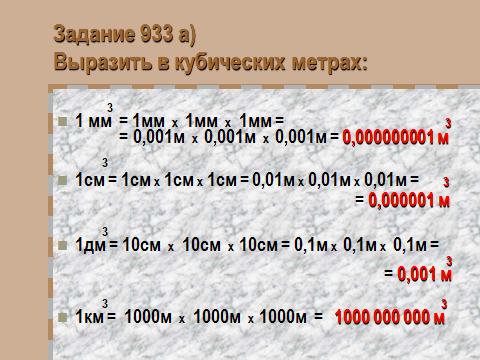 Задание 933 а)
Выразить в кубических метрах:
1 мм³ = 1мм х 1мм х 1мм =
= 0,001м х 0,001м х 0,001м = 0,000000001 м³
1см³ = 1см х 1см х 1см = 0,01м х 0,01м х 0,01м =
= 0,000001 м³
1дм³ = 10см х 10см х 10см = 0,1м х 0,1м х 0,1м =
= 0,001 м³
1км³ = 1000м х 1000м х 1000м = 1000 000 000 м³